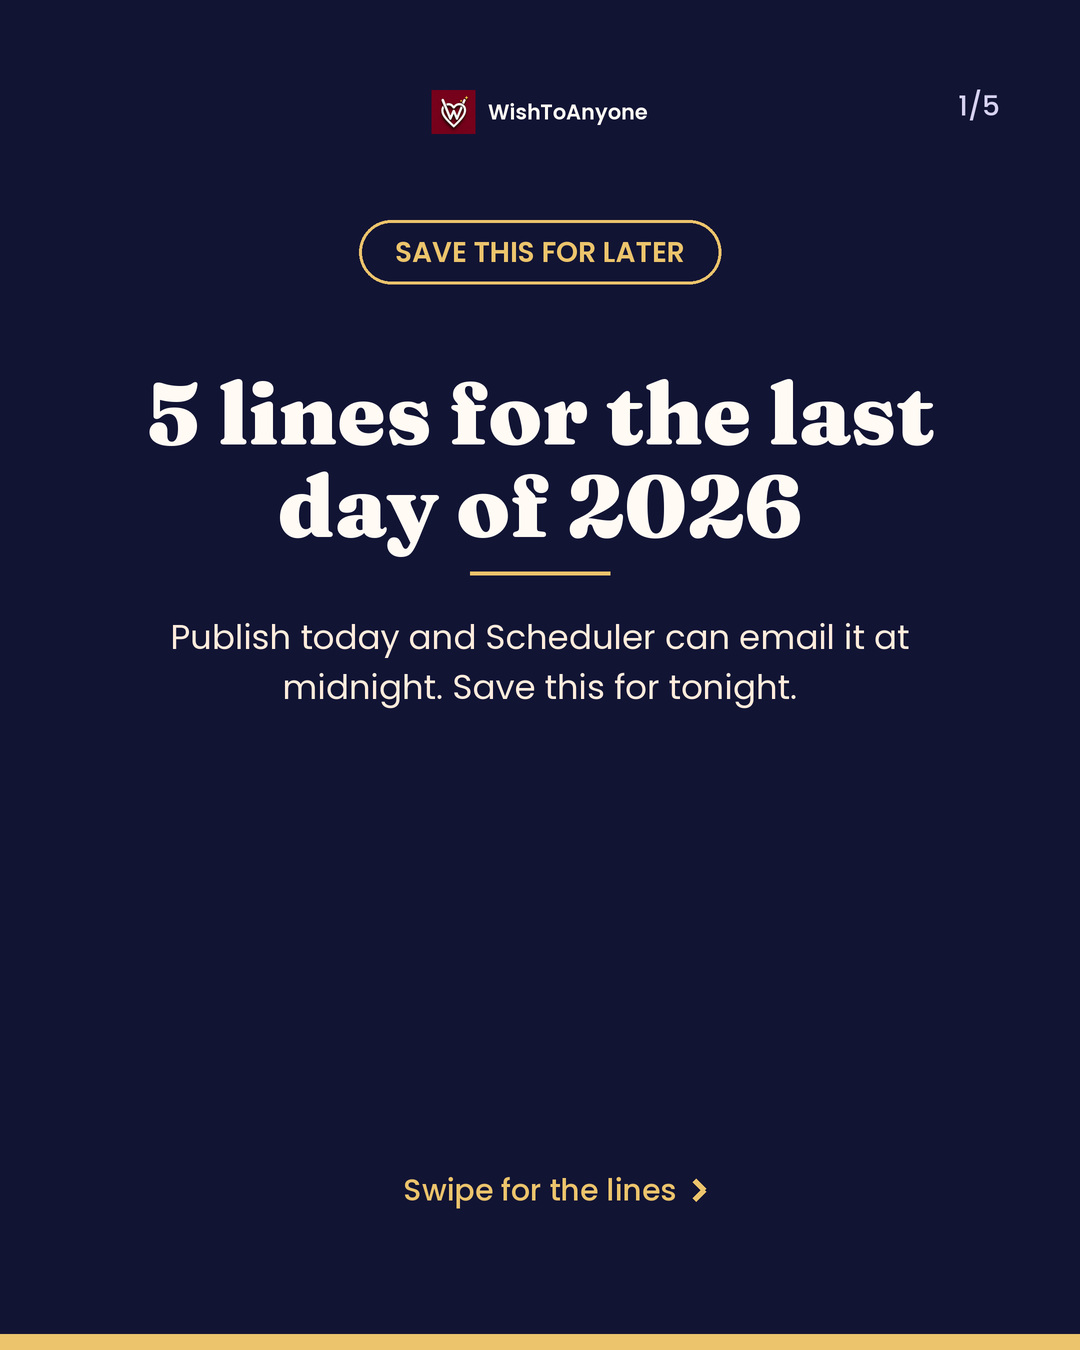 WishToAnyone
1/5
SAVE THIS FOR LATER
5 lines for the last
day of 2026
Publish today and Scheduler can email it at
midnight. Save this for tonight.
Swipe for the lines